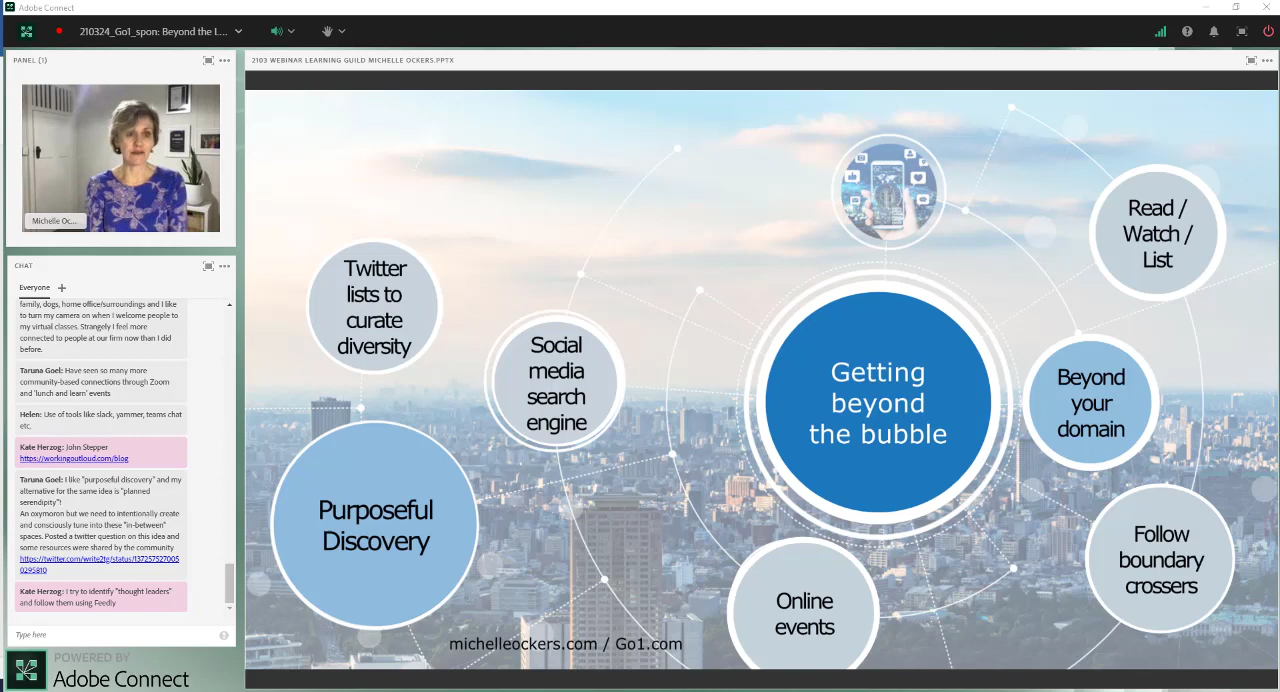 Adobe Connect
210324_Go1_spon: Beyond the L...
PANEL (1)
Michelle Oc...
CHAT
Everyone
family, dogs, home office/surroundings and I like
to turn my camera on when I welcome people to
my virtual classes. Strangely I feel more
connected to people at our firm now than I did
before.
Taruna Goel: Have seen so many more
community-based connections through Zoom
and 'lunch and learn' events
Helen: Use of tools like slack, yammer, teams chat
etc.
Kate Herzog: John Stepper
https://workingoutloud.com/blog
Taruna Goel: I like "purposeful discovery" and my
alternative for the same idea is "planned
serendipity"!
An oxymoron but we need to intentionally create
and consciously tune into these "in-between"
spaces. Posted a twitter question on this idea and
some resources were shared by the community
https://twitter.com/write2tg/status/137257527005
0295810
Kate Herzog: I try to identify "thought leaders"
and follow them using Feedly
Type here
POWERED BY
Adobe Connect
2103 WEBINAR LEARNING GUILD MICHELLE OCKERS.PPTX
Twitter
lists to
curate
diversity
Social
media
search
engine
Purposeful
Discovery
Getting
beyond
the bubble
Read /
Watch /
List
Beyond
your
domain
Follow
boundary
crossers
Online
events
michelleockers.com / Go1.com